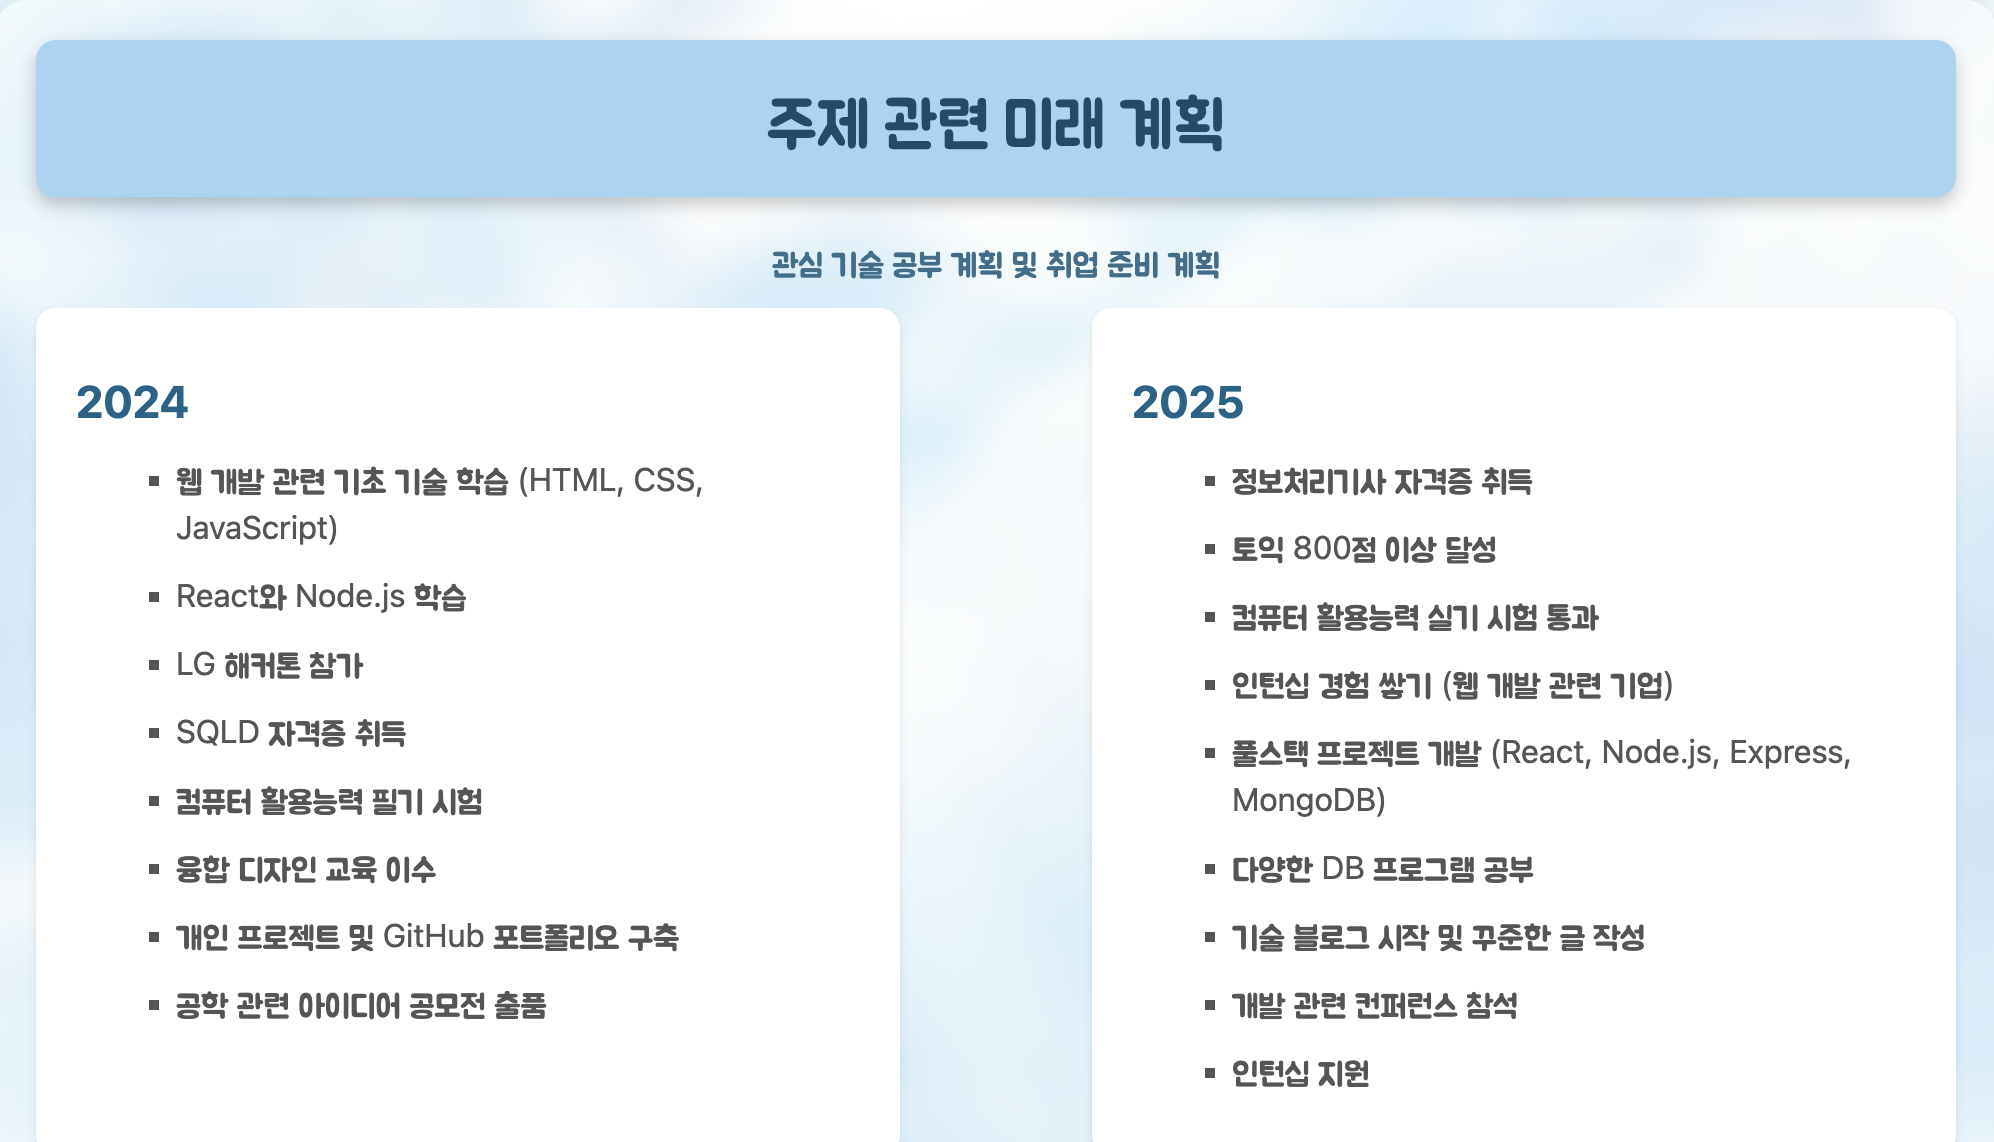 주제 관련 미래 계획
관심 기술 공부 계획 및 취업 준비 계획
2024
웹 개발 관련 기초 기술 학습 (HTML, CSS,
JavaScript)
React와 Node.js 학습
LG 해커톤 참가
SQLD 자격증 취득
컴퓨터 활용능력 필기 시험
융합 디자인 교육 이수
개인 프로젝트 및 GitHub 포트폴리오 구축
공학 관련 아이디어 공모전 출품
2025
정보처리기사 자격증 취득
토익 800점 이상 달성
컴퓨터 활용능력 실기 시험 통과
인턴십 경험 쌓기 (웹 개발 관련 기업)
풀스택 프로젝트 개발 (React, Node.js, Express,
MongoDB)
다양한 DB 프로그램 공부
기술 블로그 시작 및 꾸준한 글 작성
개발 관련 컨퍼런스 참석
인턴십 지원